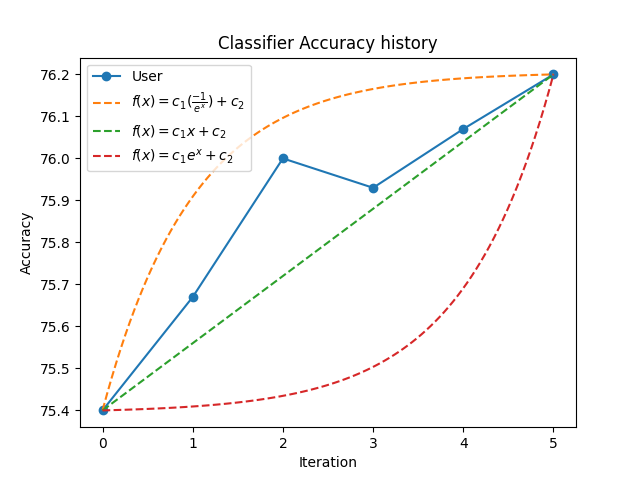 Classifier Accuracy history
User
f(x) = c₁(−1/eˣ) + c₂
f(x) = c₁x + c₂
f(x) = c₁eˣ + c₂
76.2
76.1
76.0
75.9
75.8
75.7
75.6
75.5
75.4
Accuracy
0 1 2 3 4 5
Iteration